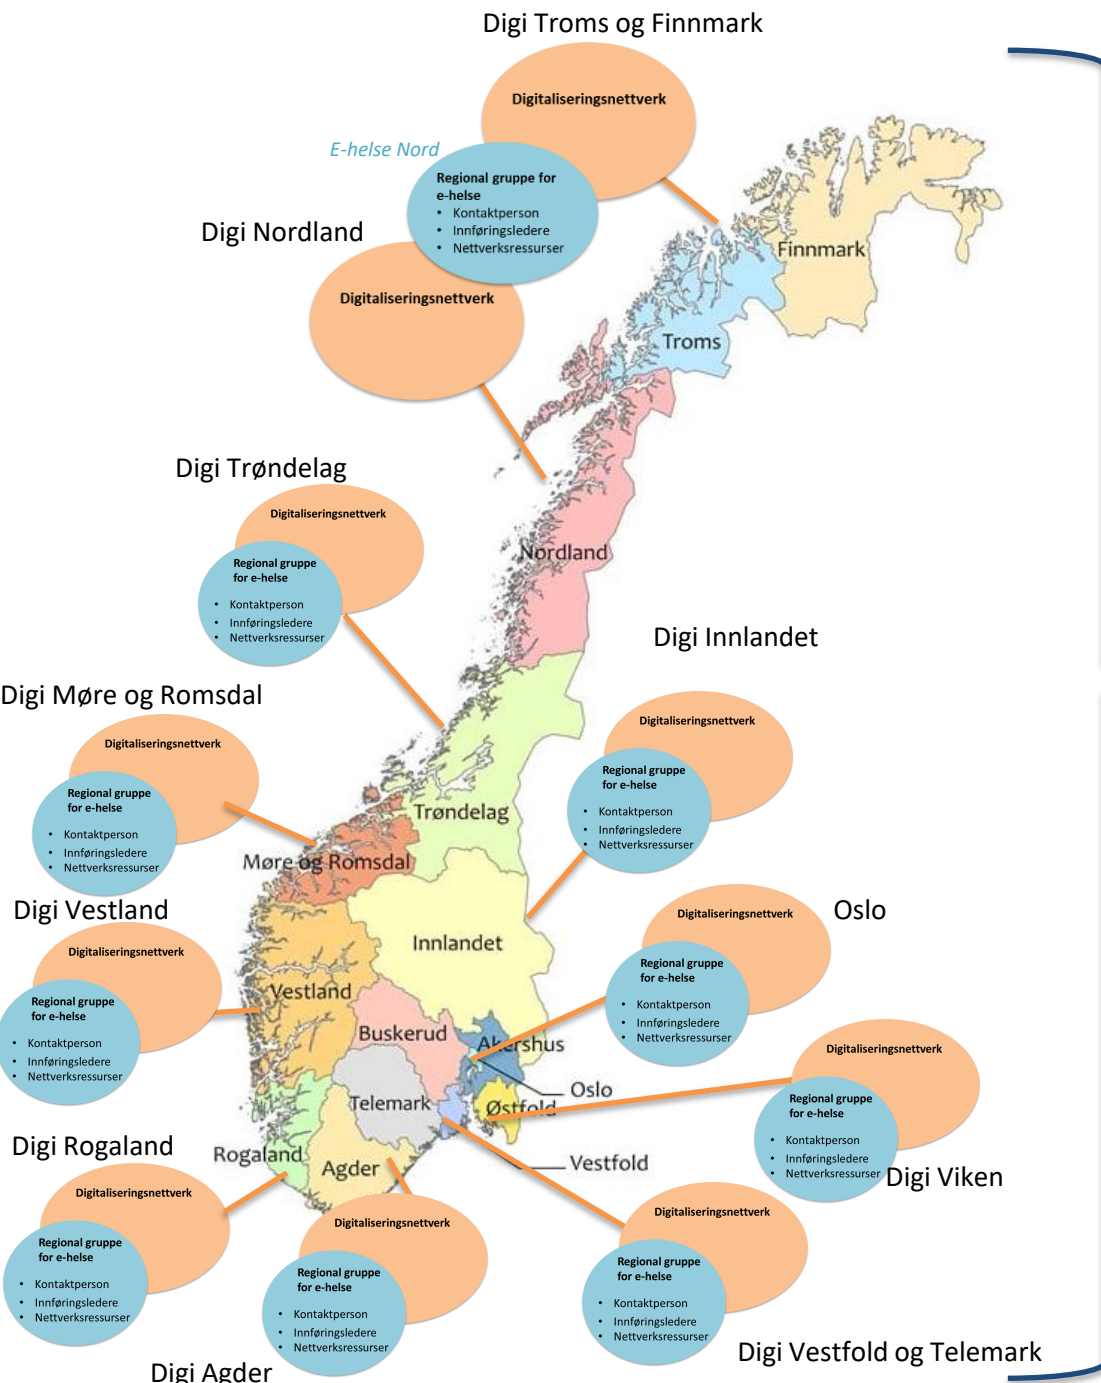 Digi Troms og Finnmark
Digitaliseringsnettverk
E-helse Nord
Regional gruppe for
e-helse
• Kontaktperson
• Innføringsledere
• Nettverksressurser
Digi Nordland
Digitaliseringsnettverk
Finnmark
Troms
Nordland
Digi Trøndelag
Digitaliseringsnettverk
Regional gruppe
for e-helse
• Kontaktperson
• Innføringsledere
• Nettverksressurser
Digi Innlandet
Digitaliseringsnettverk
Regional gruppe
for e-helse
• Kontaktperson
• Innføringsledere
• Nettverksressurser
Digi Møre og Romsdal
Digitaliseringsnettverk
Regional gruppe
for e-helse
• Kontaktperson
• Innføringsledere
• Nettverksressurser
Trøndelag
Møre og Romsdal
Digi Vestland
Digitaliseringsnettverk
Regional gruppe
for e-helse
• Kontaktperson
• Innføringsledere
• Nettverksressurser
Innlandet
Vestland
Buskerud
Akershus
Oslo
Telemark
Østfold
Rogaland
Agder
Vestfold
Oslo
Digitaliseringsnettverk
Regional gruppe
for e-helse
• Kontaktperson
• Innføringsledere
• Nettverksressurser
Digitaliseringsnettverk
Regional gruppe
for e-helse
• Kontaktperson
• Innføringsledere
• Nettverksressurser
Digi Viken
Digi Rogaland
Digitaliseringsnettverk
Regional gruppe
for e-helse
• Kontaktperson
• Innføringsledere
• Nettverksressurser
Digitaliseringsnettverk
Regional gruppe
for e-helse
• Kontaktperson
• Innføringsledere
• Nettverksressurser
Digi Agder
Digitaliseringsnettverk
Regional gruppe
for e-helse
• Kontaktperson
• Innføringsledere
• Nettverksressurser
Digi Vestfold og Telemark